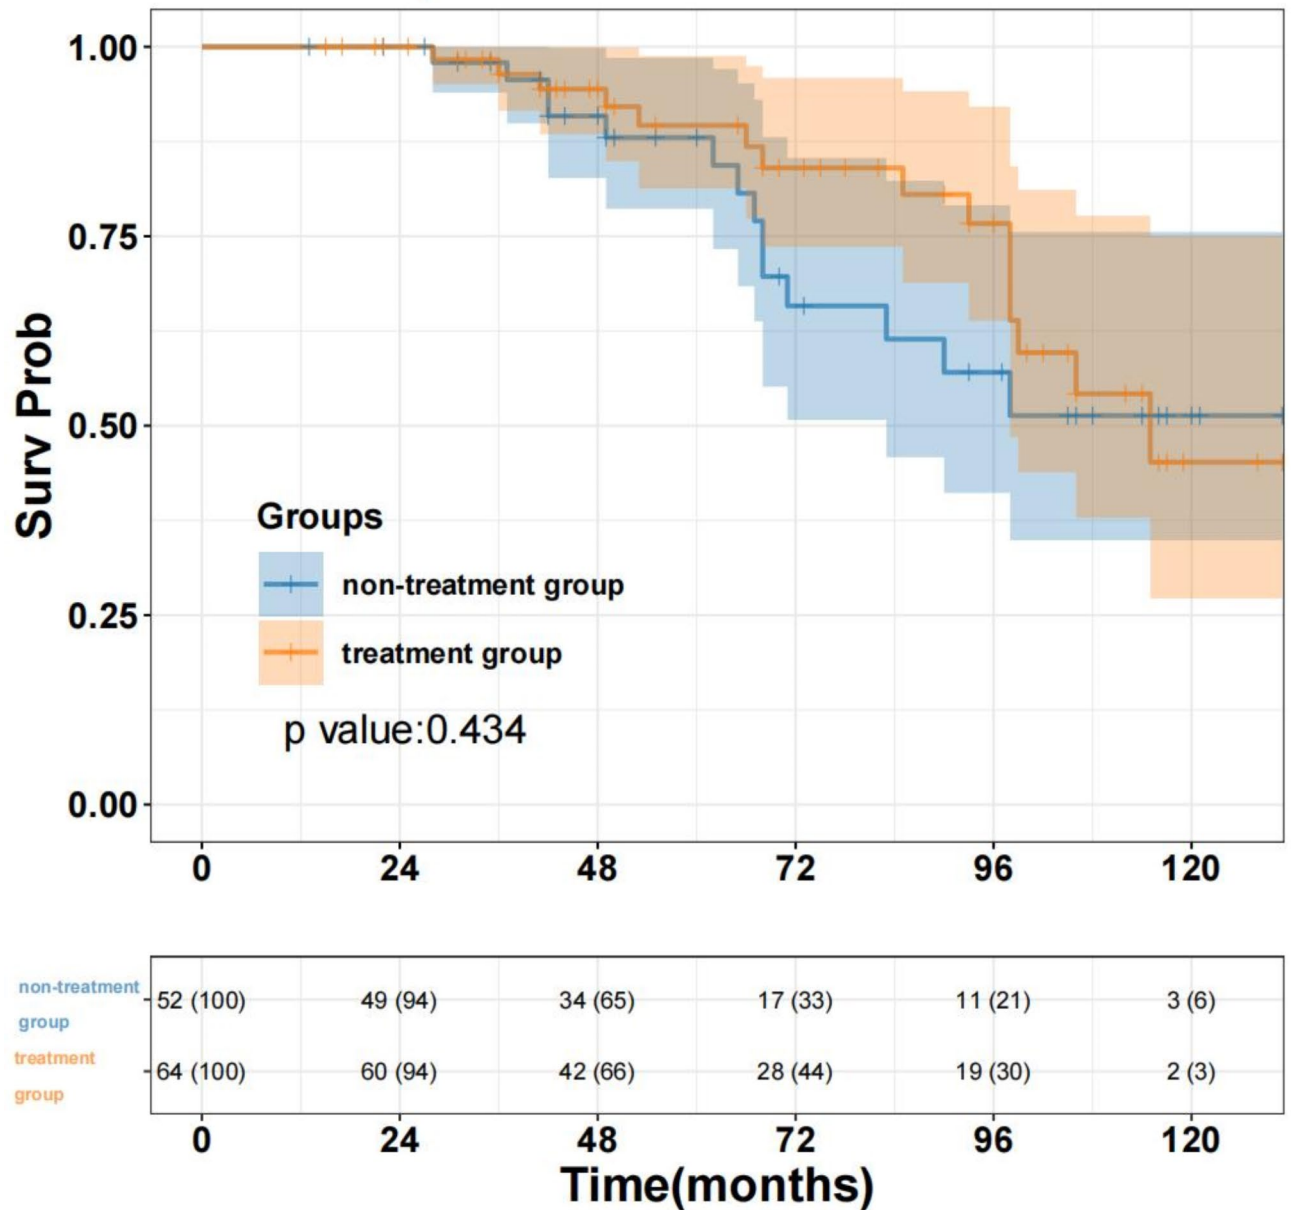 1.00
0.75
0.50
0.25
0.00
Surv Prob
Groups
non-treatment group
treatment group
p value:0.434
0 24 48 72 96 120
non-treatment
group
52 (100) 49 (94) 34 (65) 17 (33) 11 (21) 3 (6)
treatment
group
64 (100) 60 (94) 42 (66) 28 (44) 19 (30) 2 (3)
0 24 48 72 96 120
Time(months)